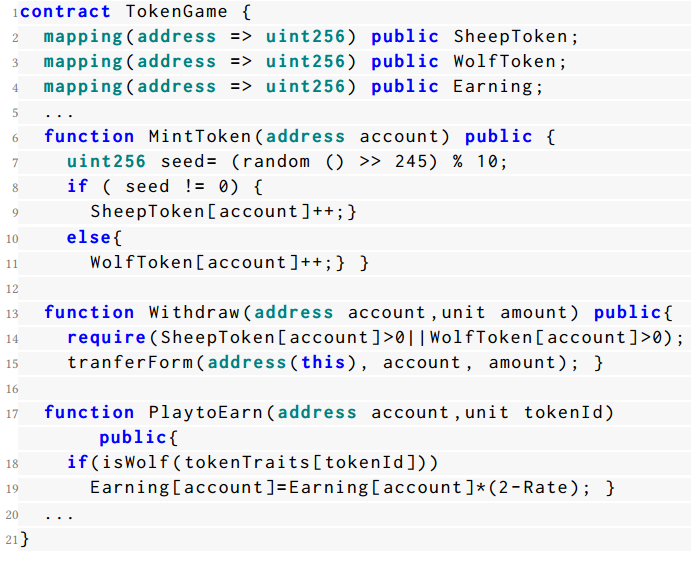 1contract TokenGame {
2  mapping(address => uint256) public SheepToken;
3  mapping(address => uint256) public WolfToken;
4  mapping(address => uint256) public Earning;
5  ...
6  function MintToken(address account) public {
7    uint256 seed= (random () >> 245) % 10;
8    if ( seed != 0) {
9      SheepToken[account]++;}
10    else{
11      WolfToken[account]++;} }
12
13  function Withdraw(address account,unit amount) public{
14    require(SheepToken[account]>0||WolfToken[account]>0);
15    tranferForm(address(this), account, amount); }
16
17  function PlaytoEarn(address account,unit tokenId)
       public{
18    if(isWolf(tokenTraits[tokenId]))
19      Earning[account]=Earning[account]*(2-Rate); }
20  ...
21}